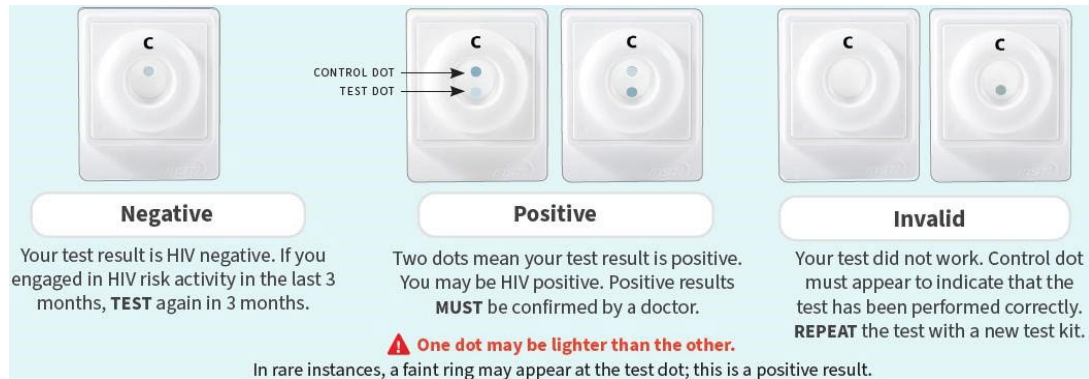 C
CONTROL DOT
TEST DOT
C
C
C
C
Negative
Your test result is HIV negative. If you
engaged in HIV risk activity in the last 3
months, TEST again in 3 months.
Positive
Two dots mean your test result is positive.
You may be HIV positive. Positive results
MUST be confirmed by a doctor.
One dot may be lighter than the other.
In rare instances, a faint ring may appear at the test dot; this is a positive result.
Invalid
Your test did not work. Control dot
must appear to indicate that the
test has been performed correctly.
REPEAT the test with a new test kit.